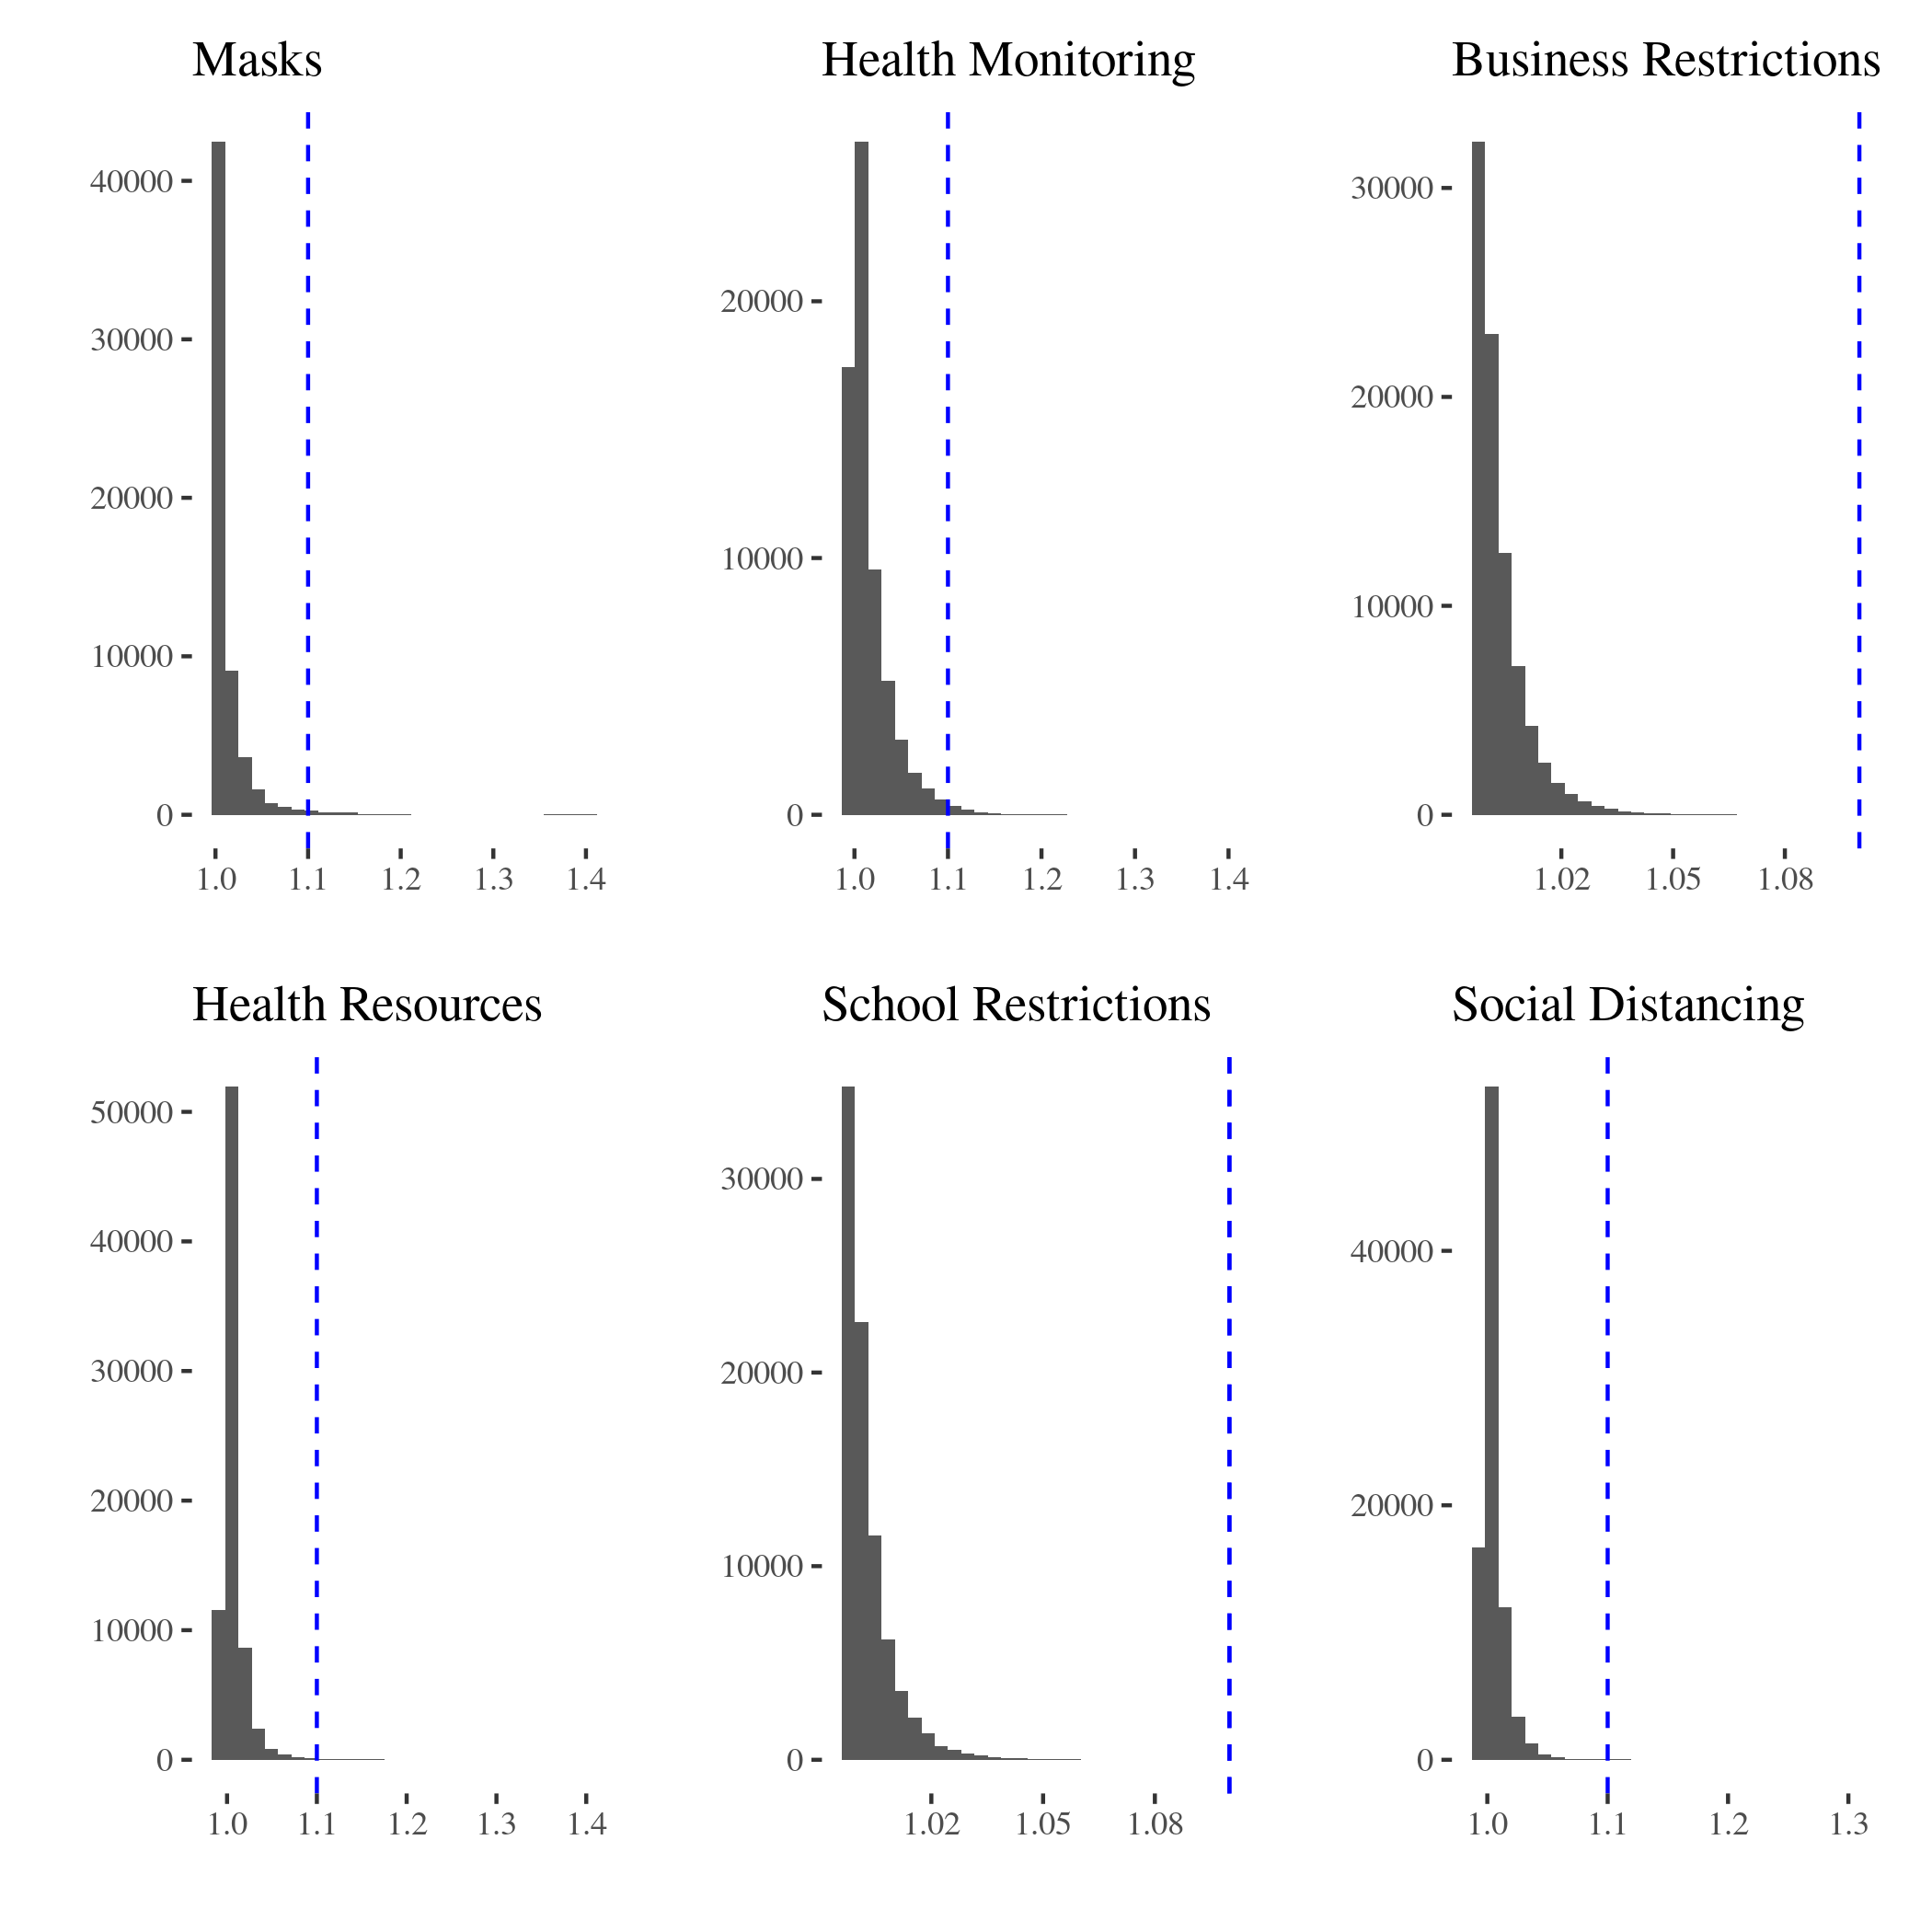 Masks
40000
30000
20000
10000
0
1.0 1.1 1.2 1.3 1.4
Health Monitoring
20000
10000
0
1.0 1.1 1.2 1.3 1.4
Business Restrictions
30000
20000
10000
0
1.02 1.05 1.08
Health Resources
50000
40000
30000
20000
10000
0
1.0 1.1 1.2 1.3 1.4
School Restrictions
30000
20000
10000
0
1.02 1.05 1.08
Social Distancing
40000
20000
0
1.0 1.1 1.2 1.3